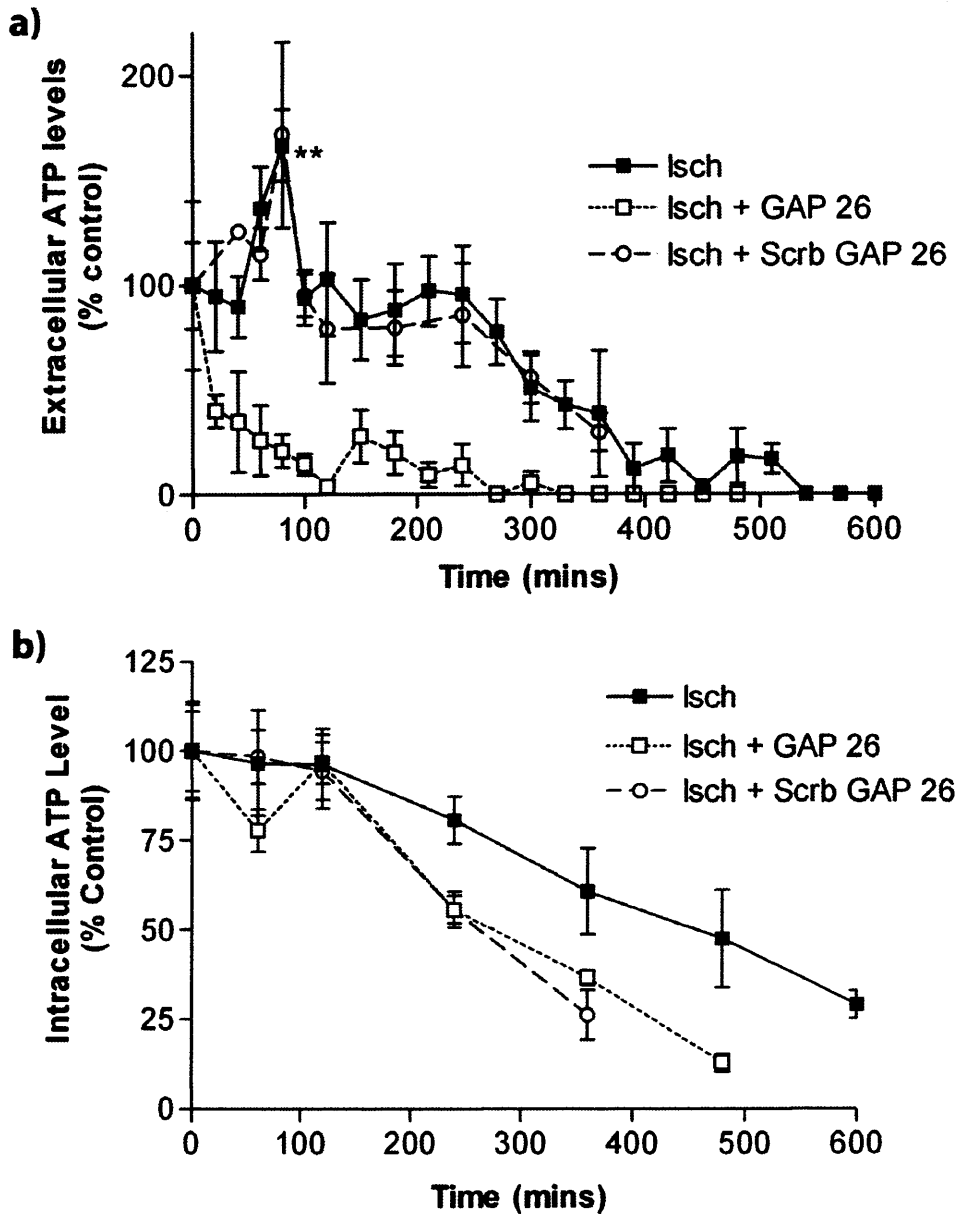 a)
Extracellular ATP levels
(% control)
200
100
0
**
Isch
Isch + GAP 26
Isch + Scrb GAP 26
0 100 200 300 400 500 600
Time (mins)
b)
Intracellular ATP Level
(% Control)
125
100
75
50
25
0
Isch
Isch + GAP 26
Isch + Scrb GAP 26
0 100 200 300 400 500 600
Time (mins)